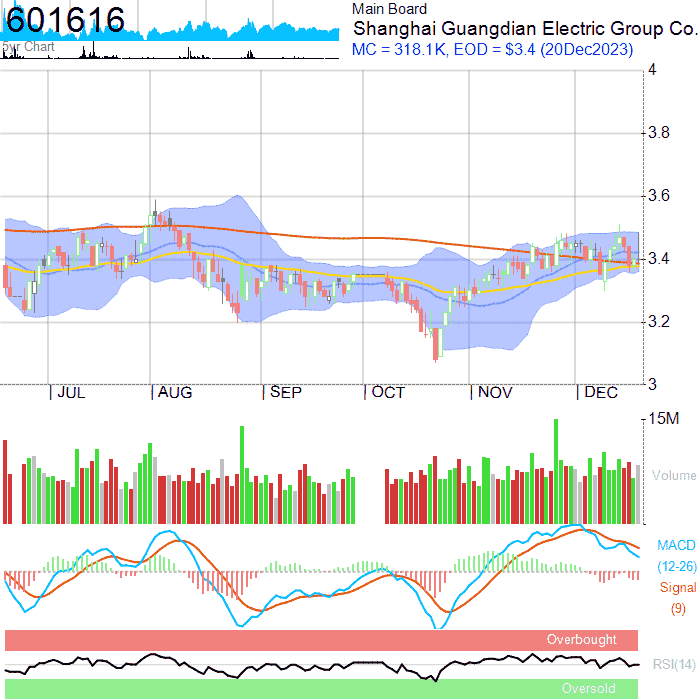 601616
5yr Chart
Main Board
Shanghai Guangdian Electric Group Co.
MC = 318.1K, EOD = $3.4 (20Dec2023)
4
3.8
3.6
3.4
3.2
3
JUL
AUG
SEP
OCT
NOV
DEC
15M
Volume
MACD
(12-26)
Signal
(9)
Overbought
RSI(14)
Oversold